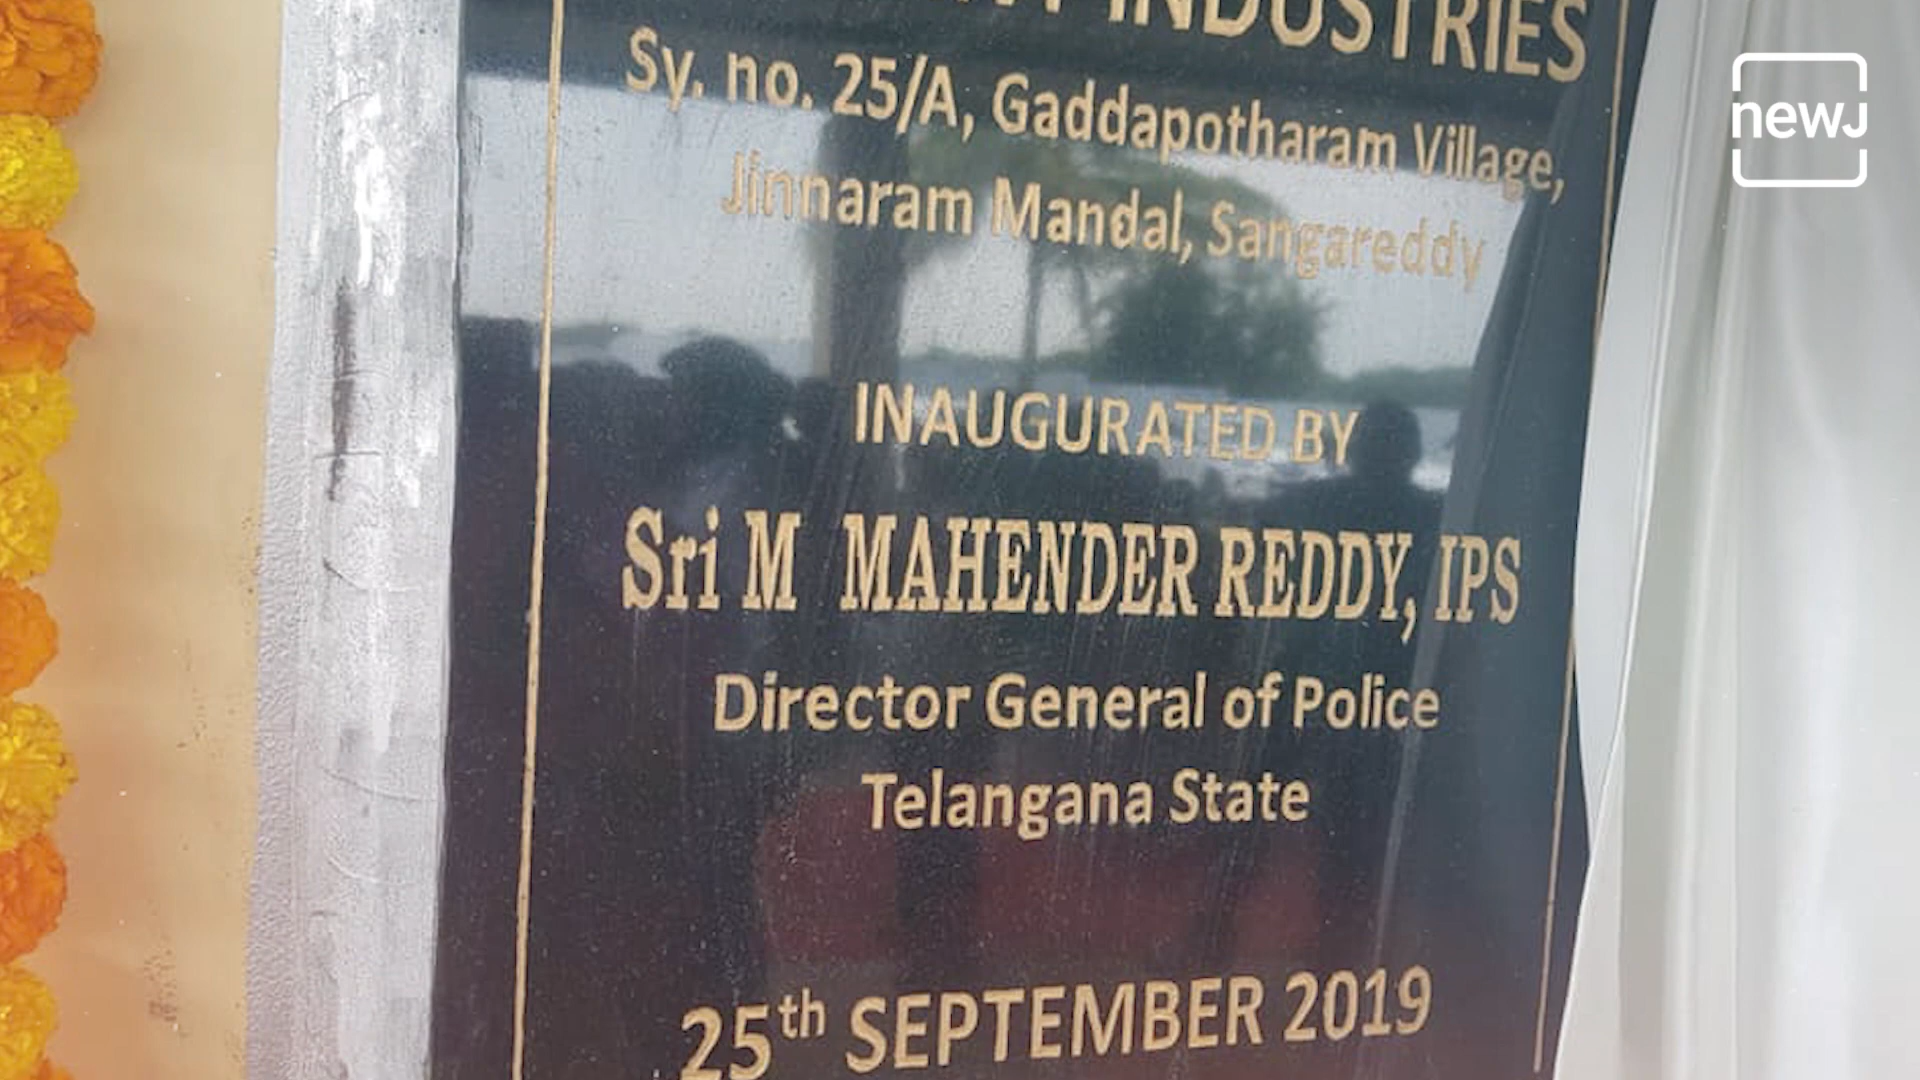 INDUSTRIES
Sy. no. 25/A, Gaddapotharam Village,
Jinnaram Mandal, Sangareddy
INAUGURATED BY
Sri M MAHENDER REDDY, IPS
Director General of Police
Telangana State
25th SEPTEMBER 2019
newJ